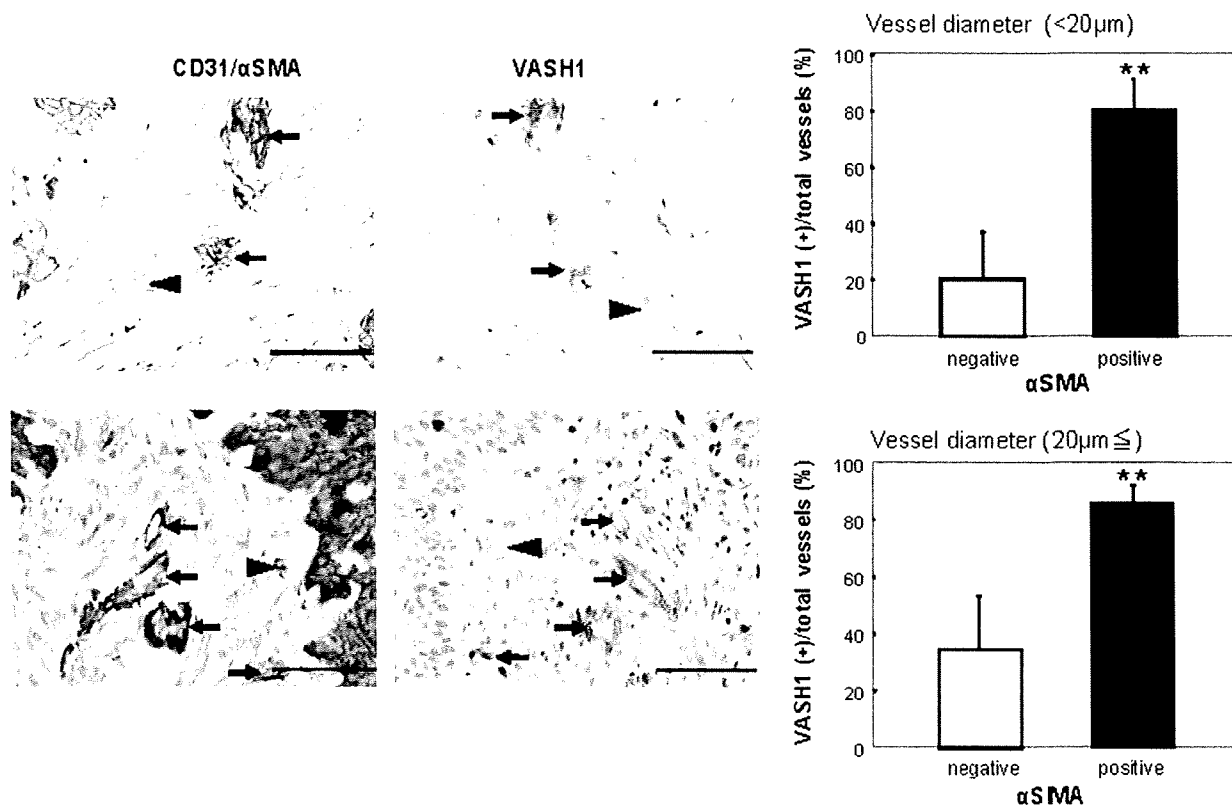 CD31/αSMA
VASH1
Vessel diameter (<20μm)
VASH1 (+)/total vessels (%)
100
80
60
40
20
0
**
negative positive
αSMA
Vessel diameter (20μm≦)
VASH1 (+)/total vessels (%)
100
80
60
40
20
0
**
negative positive
αSMA